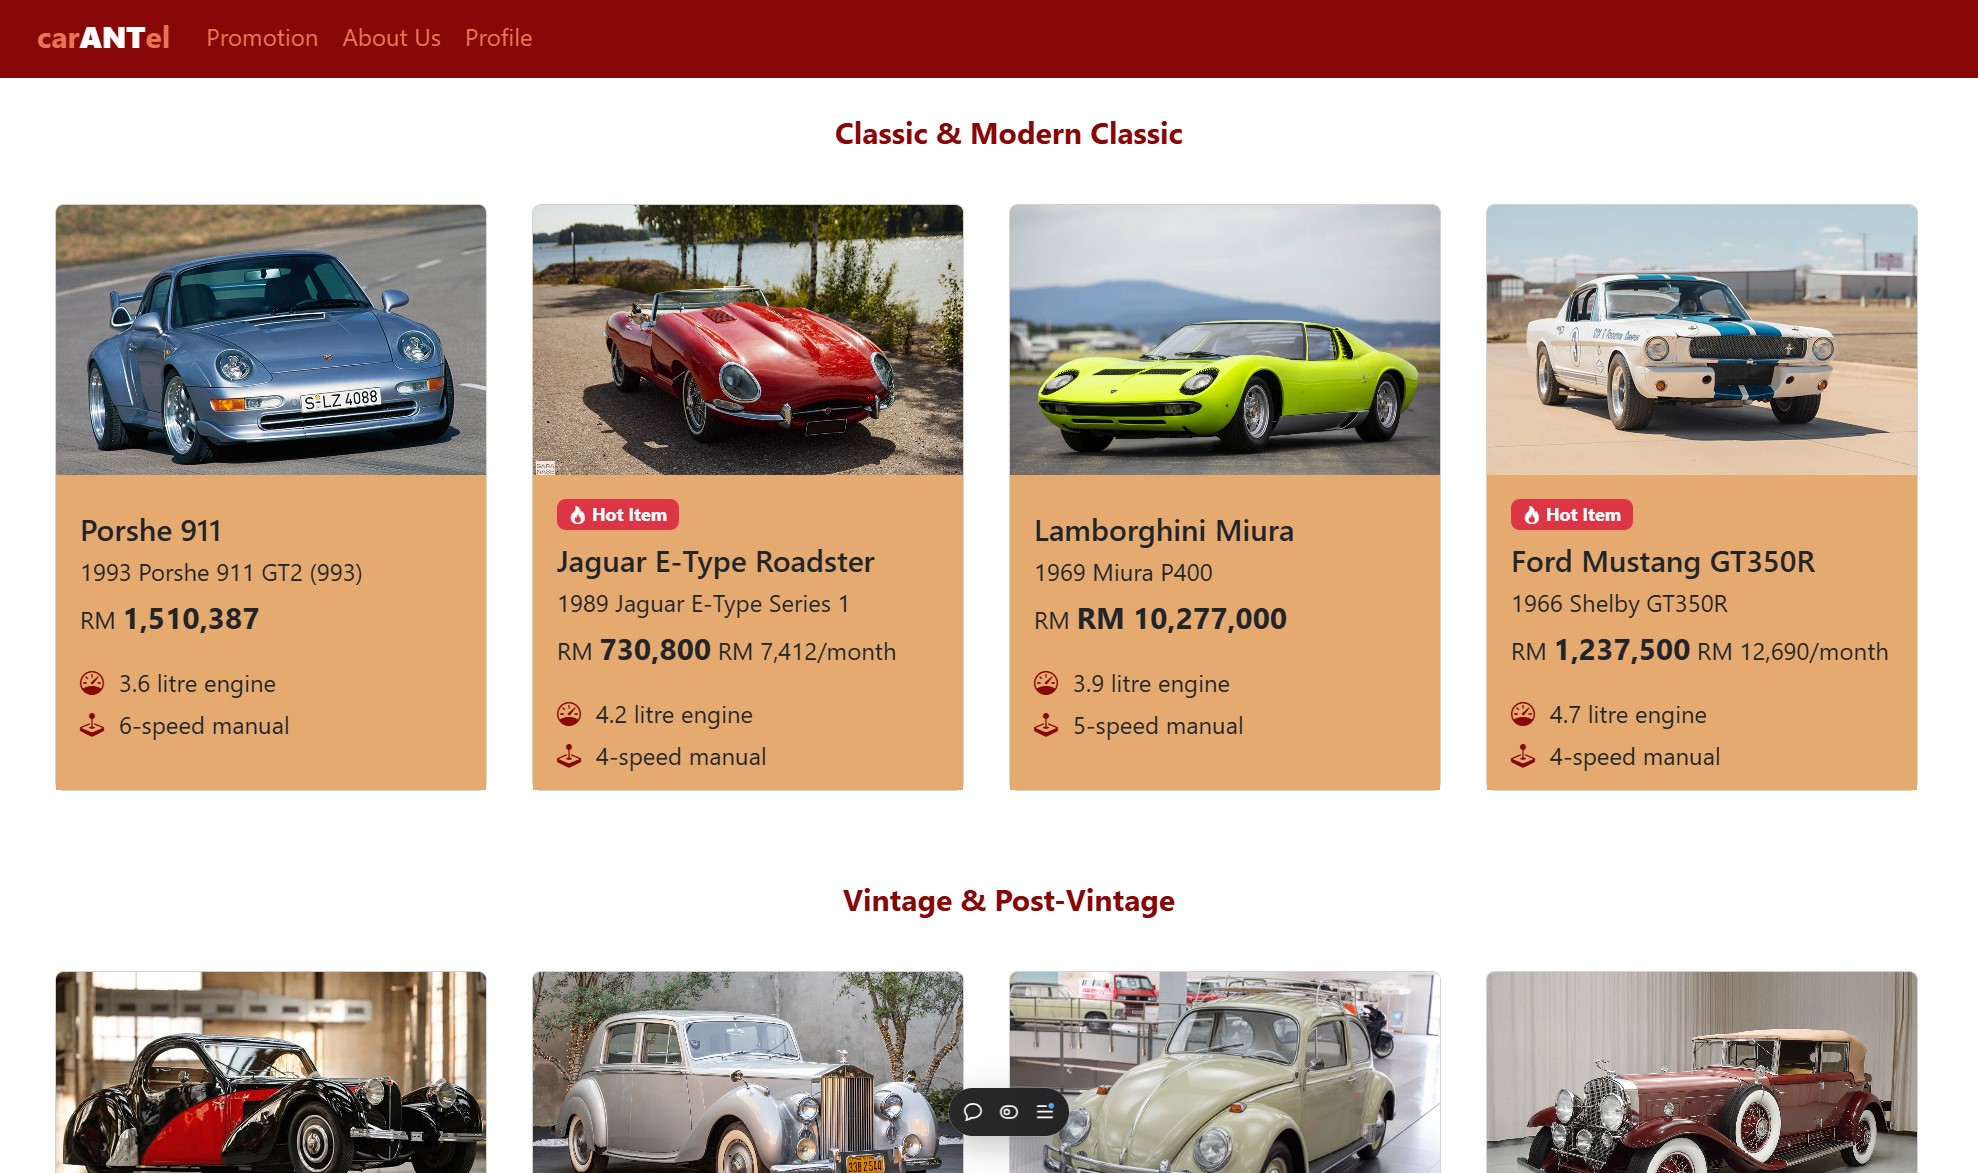 carANTel Promotion About Us Profile
Classic & Modern Classic
S LZ 4088
Porshe 911
1993 Porshe 911 GT2 (993)
RM 1,510,387
3.6 litre engine
6-speed manual
Hot Item
Jaguar E-Type Roadster
1989 Jaguar E-Type Series 1
RM 730,800 RM 7,412/month
4.2 litre engine
4-speed manual
Lamborghini Miura
1969 Miura P400
RM RM 10,277,000
3.9 litre engine
5-speed manual
Hot Item
Ford Mustang GT350R
1966 Shelby GT350R
RM 1,237,500 RM 12,690/month
4.7 litre engine
4-speed manual
Vintage & Post-Vintage